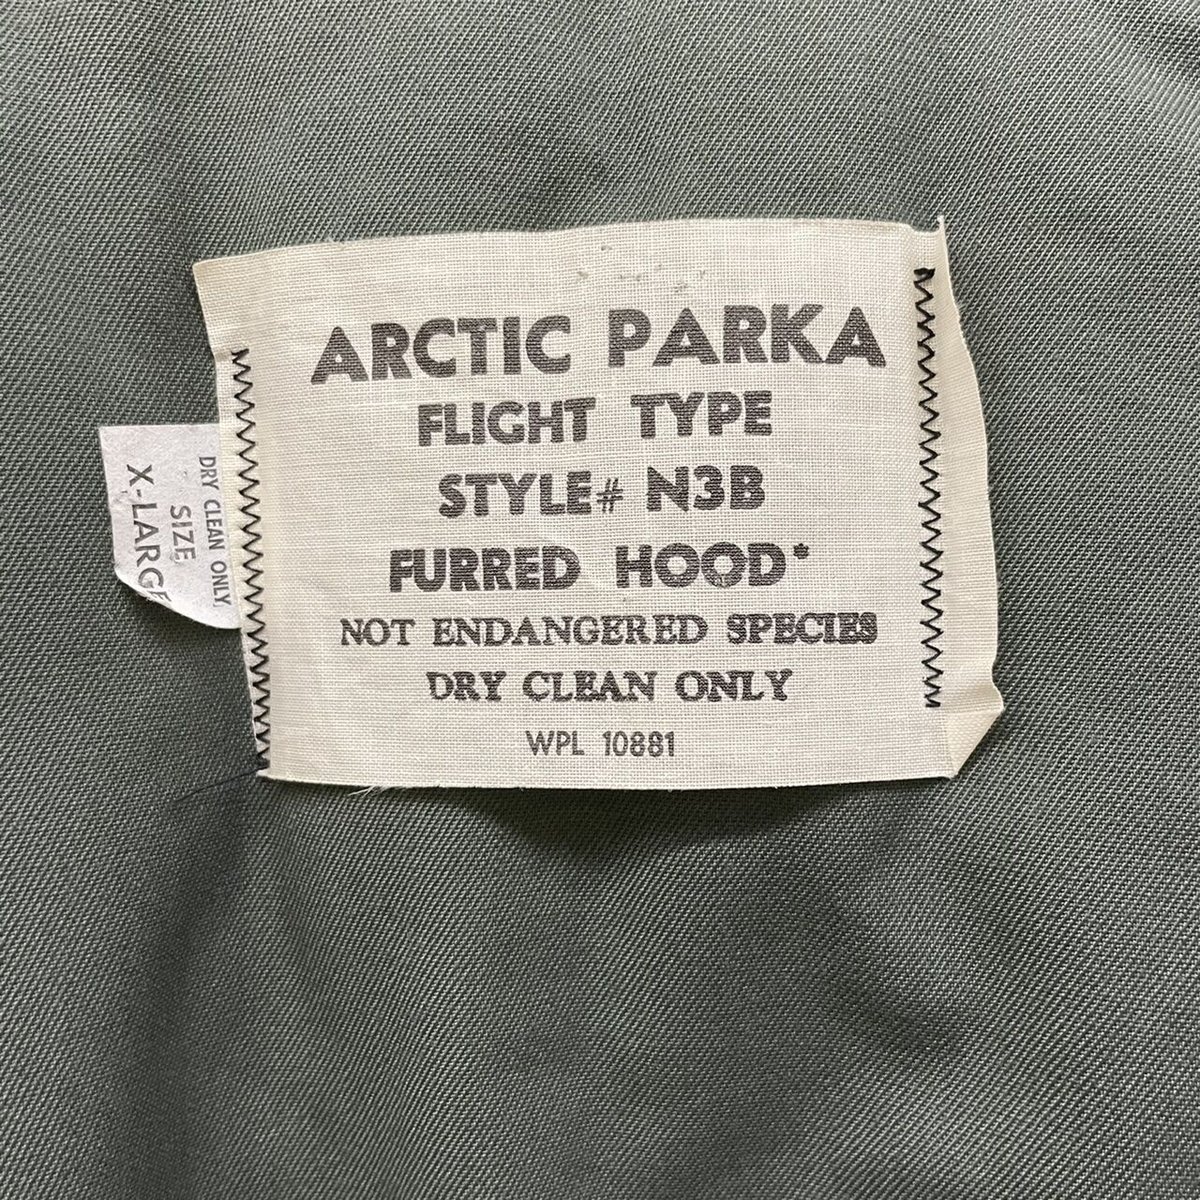 ARCTIC PARKA
FLIGHT TYPE
STYLE# N3B
FURRED HOOD*
NOT ENDANGERED SPECIES
DRY CLEAN ONLY
WPL 10881
DRY CLEAN ONLY.
SIZE
X-LARGE